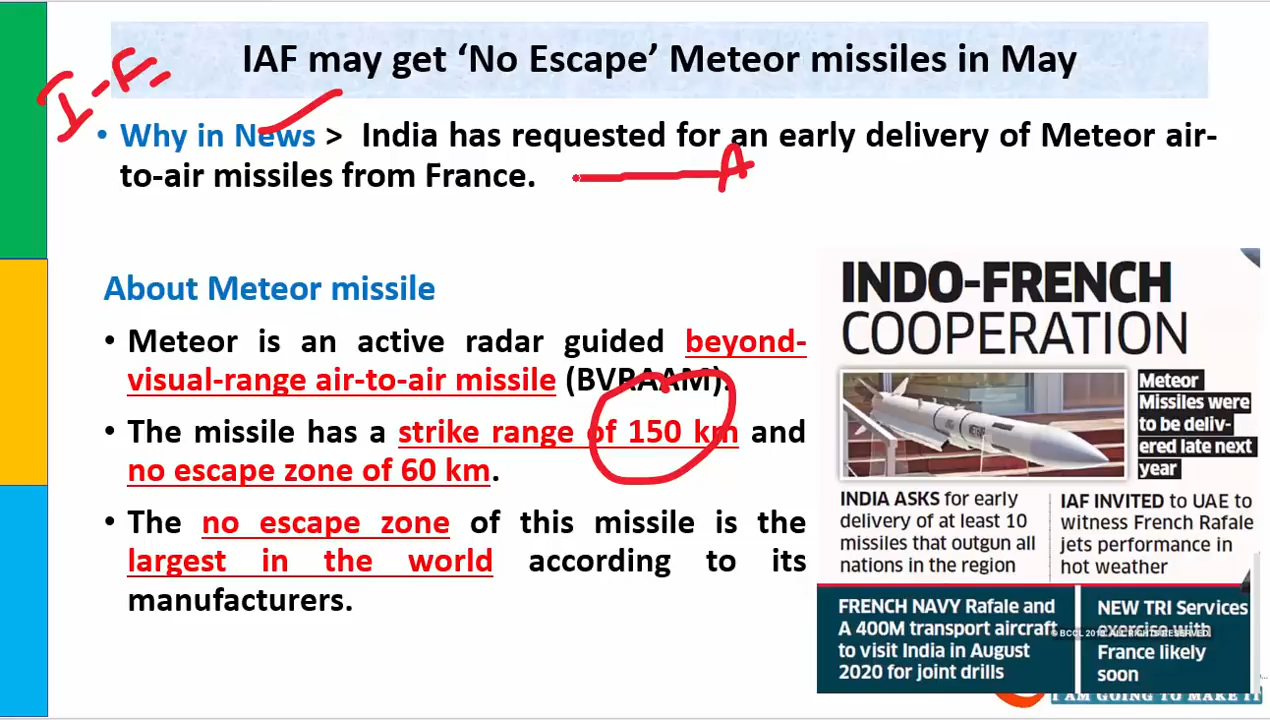 IAF may get ‘No Escape’ Meteor missiles in May
I-F
• Why in News > India has requested for an early delivery of Meteor air-
to-air missiles from France.
A
About Meteor missile
• Meteor is an active radar guided beyond-
visual-range air-to-air missile (BVRAAM).
• The missile has a strike range of 150 km and
no escape zone of 60 km.
• The no escape zone of this missile is the
largest in the world according to its
manufacturers.
INDO-FRENCH
COOPERATION
Meteor
Missiles were
to be deliv-
ered late next
year
INDIA ASKS for early
delivery of at least 10
missiles that outgun all
nations in the region
IAF INVITED to UAE to
witness French Rafale
jets performance in
hot weather
FRENCH NAVY Rafale and
A 400M transport aircraft
to visit India in August
2020 for joint drills
NEW TRI Services
exercise with
France likely
soon
© BCCL 2019. ALL RIGHTS RESERVED.
I AM GOING TO MAKE IT